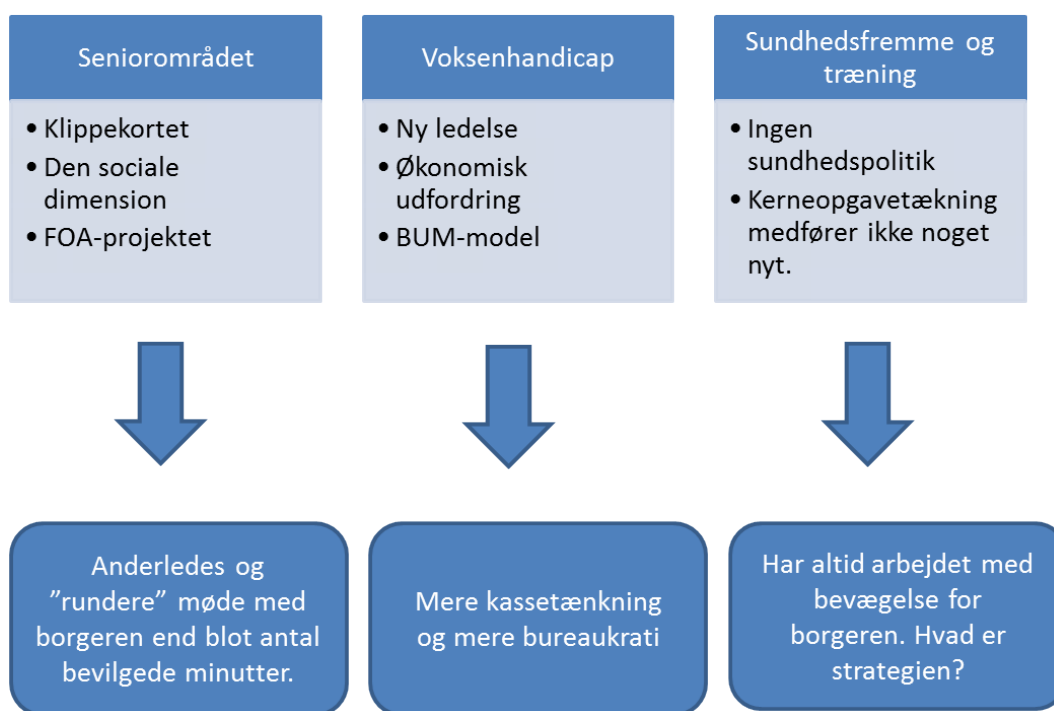 Seniorområdet
• Klippekortet
• Den sociale
dimension
• FOA-projektet
Voksenhandicap
• Ny ledelse
• Økonomisk
udfordring
• BUM-model
Sundhedsfremme og
træning
• Ingen
sundhedspolitik
• Kerneopgavetækning
medfører ikke noget
nyt.
Anderledes og
”rundere” møde med
borgeren end blot antal
bevilgede minutter.
Mere kassetænkning
og mere bureaukrati
Har altid arbejdet med
bevægelse for
borgeren. Hvad er
strategien?